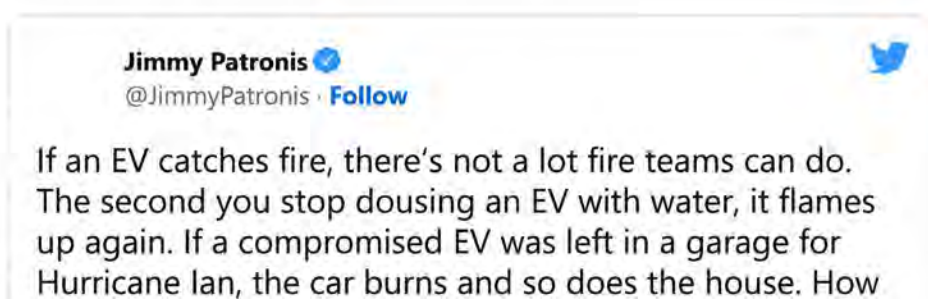 Jimmy Patronis
@JimmyPatronis · Follow
If an EV catches fire, there's not a lot fire teams can do.
The second you stop dousing an EV with water, it flames
up again. If a compromised EV was left in a garage for
Hurricane Ian, the car burns and so does the house. How